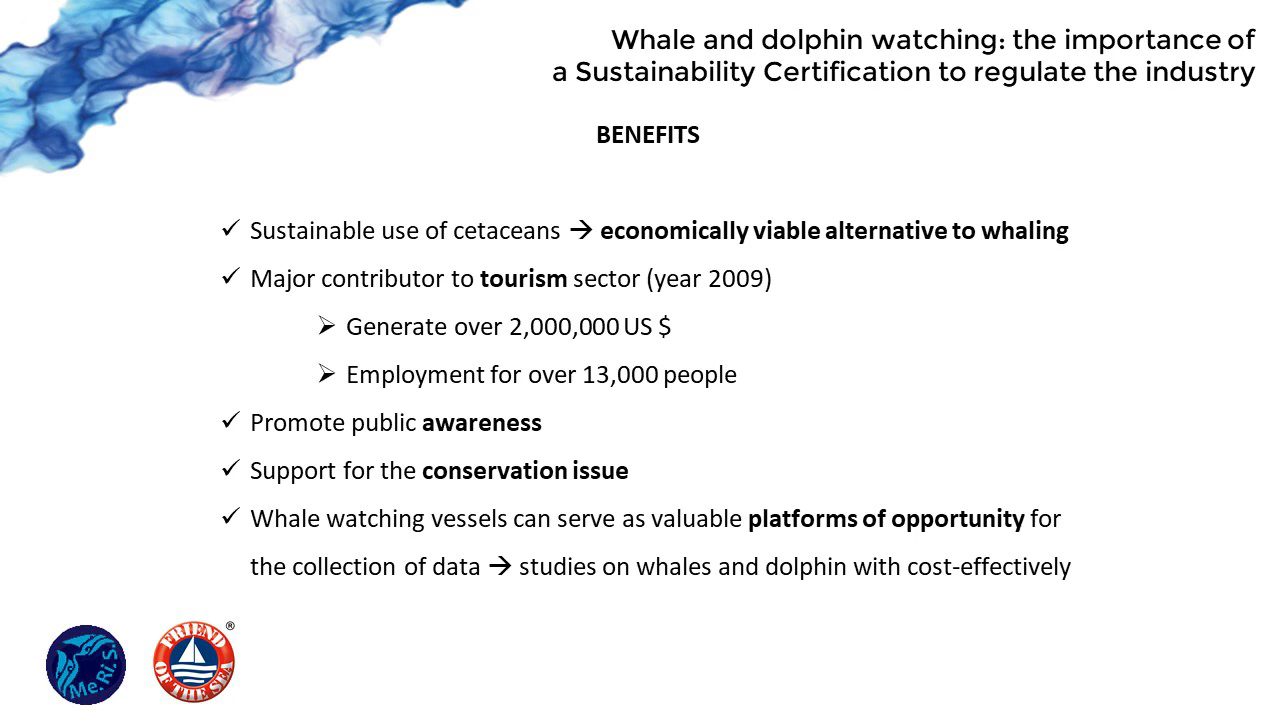 Whale and dolphin watching: the importance of
a Sustainability Certification to regulate the industry
BENEFITS
✓ Sustainable use of cetaceans → economically viable alternative to whaling
✓ Major contributor to tourism sector (year 2009)
➢ Generate over 2,000,000 US $
➢ Employment for over 13,000 people
✓ Promote public awareness
✓ Support for the conservation issue
✓ Whale watching vessels can serve as valuable platforms of opportunity for
the collection of data → studies on whales and dolphin with cost-effectively
Me.Ri.S.
FRIEND
OF THE SEA
®